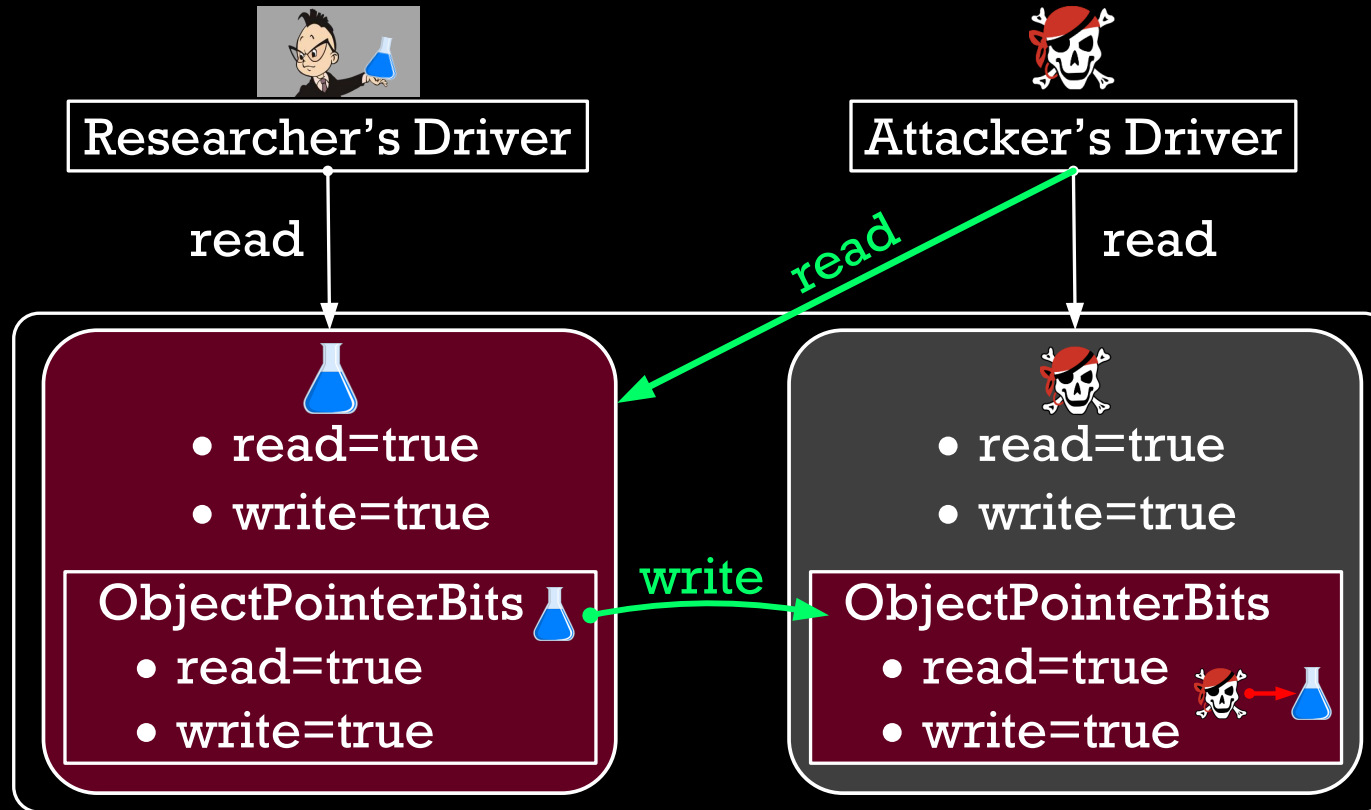 Researcher’s Driver
Attacker’s Driver
read
read
read
• read=true
• write=true
ObjectPointerBits
• read=true
• write=true
write
• read=true
• write=true
ObjectPointerBits
• read=true
• write=true